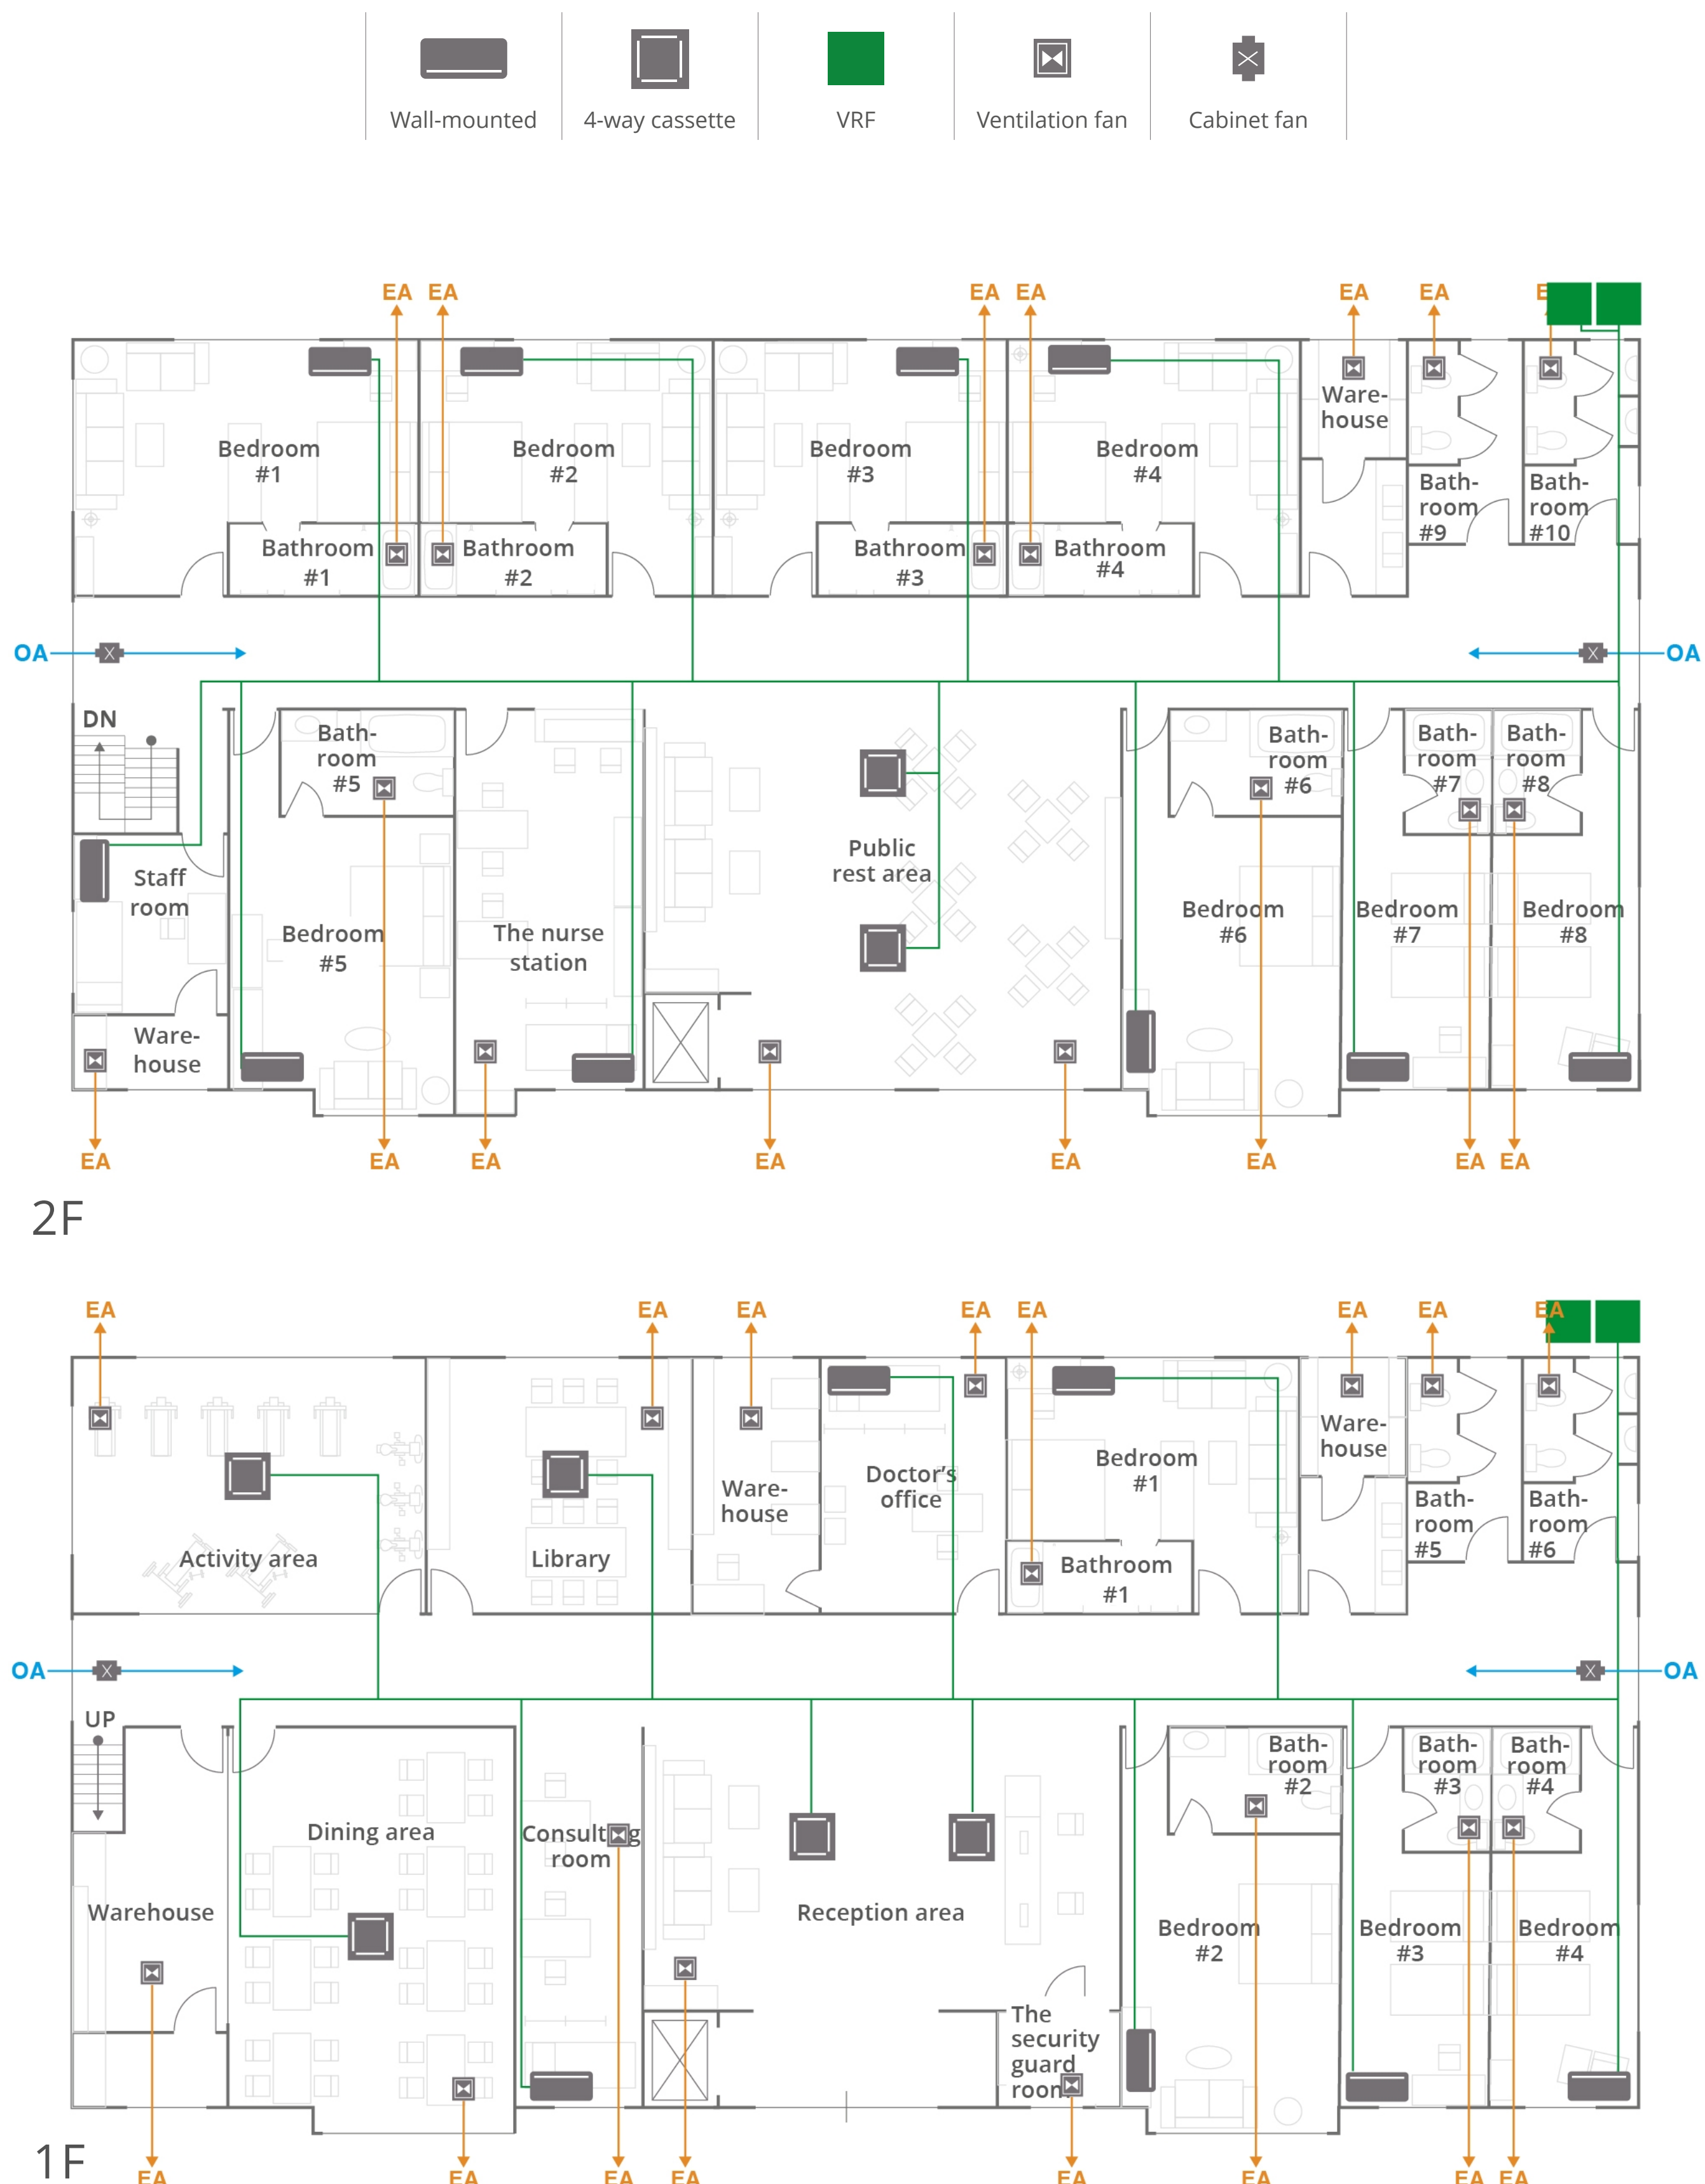 Wall-mounted
4-way cassette
VRF
Ventilation fan
Cabinet fan
EA EA EA EA EA EA
Bedroom
#1
Bedroom
#2
Bedroom
#3
Bedroom
#4
Ware-
house
Bathroom
#1
Bathroom
#2
Bathroom
#3
Bathroom
#4
Bath-
room
#9
Bath-
room
#10
OA
OA
DN
Bath-
room
#5
Bath-
room
#6
Bath-
room
#7
Bath-
room
#8
Staff
room
Bedroom
#5
The nurse
station
Public
rest area
Bedroom
#6
Bedroom
#7
Bedroom
#8
Ware-
house
EA EA EA EA EA EA EA EA
2F
EA EA EA EA EA EA EA EA
Activity area
Library
Ware-
house
Doctor's
office
Bedroom
#1
Ware-
house
Bathroom
#1
Bath-
room
#5
Bath-
room
#6
OA
OA
UP
Bath-
room
#2
Bath-
room
#3
Bath-
room
#4
Warehouse
Dining area
Consulting
room
Reception area
Bedroom
#2
Bedroom
#3
Bedroom
#4
The
security
guard
room
1F
EA EA EA EA EA EA EA EA